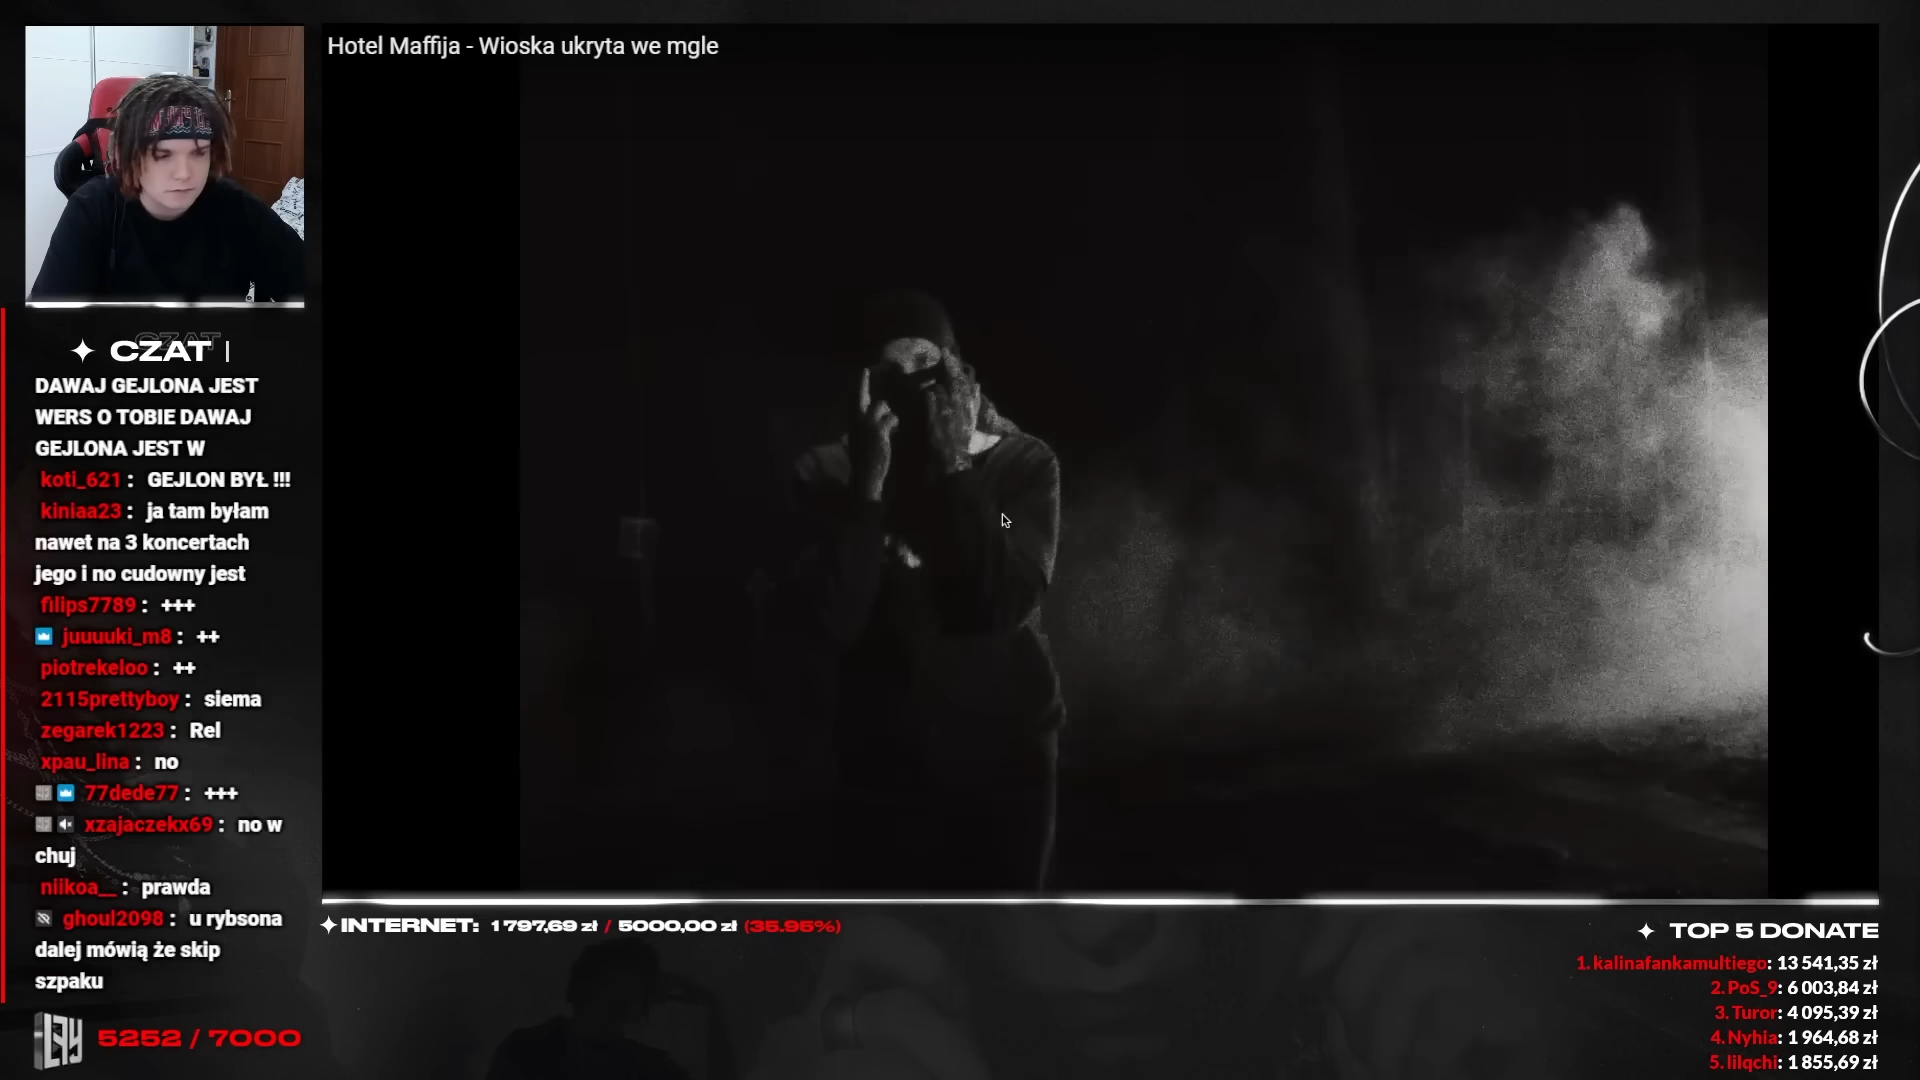 Hotel Maffija - Wioska ukryta we mgle
CZAT
DAWAJ GEJLONA JEST
WERS O TOBIE DAWAJ
GEJLONA JEST W
koti_621 : GEJLON BYŁ !!!
kiniaa23 : ja tam byłam
nawet na 3 koncertach
jego i no cudowny jest
filips7789 : +++
juuuuki_m8 : ++
piotrekeloo : ++
2115prettyboy : siema
zegarek1223 : Rel
xpau_lina : no
77dede77 : +++
xzajaczekx69 : no w
chuj
niikoa__ : prawda
ghoul2098 : u rybsona
dalej mówią że skip
szpaku
LAY 5252 / 7000
INTERNET: 1 797,69 zł / 5000,00 zł (35.95%)
TOP 5 DONATE
1. kalinafankamultiego: 13 541,35 zł
2. PoS_9: 6 003,84 zł
3. Turor: 4 095,39 zł
4. Nyhia: 1 964,68 zł
5. lilqchi: 1 855,69 zł